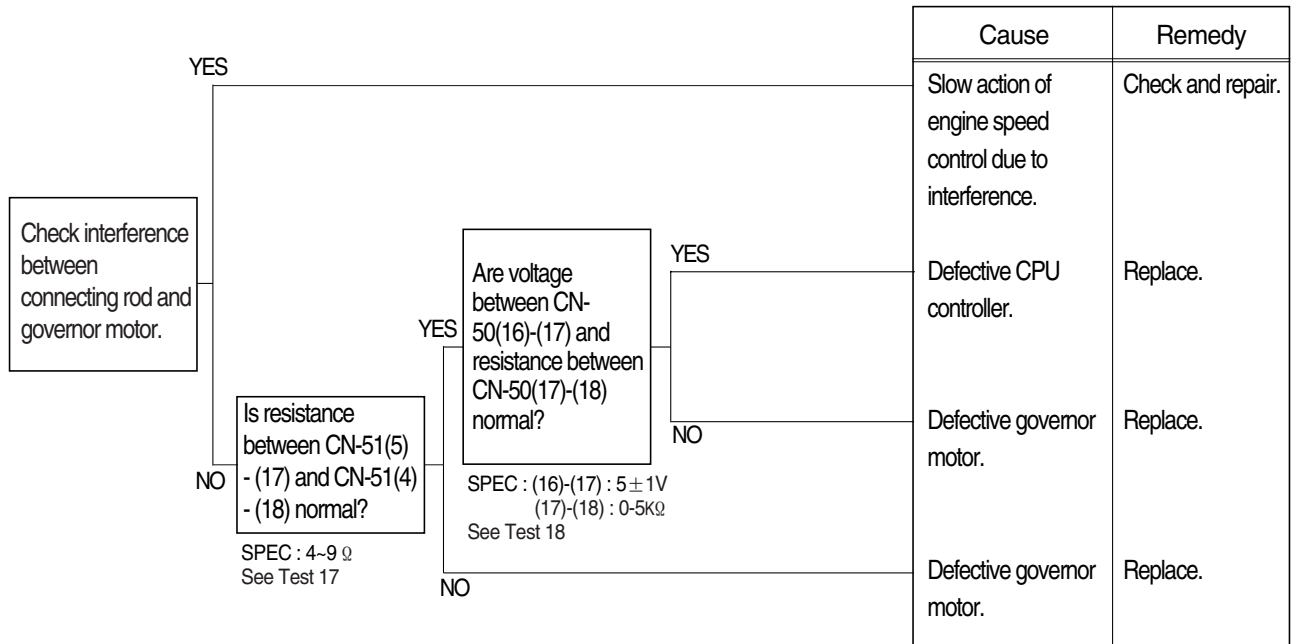 Cause
Remedy
YES
Slow action of
engine speed
control due to
interference.
Check and repair.
Check interference
between
connecting rod and
governor motor.
Are voltage
between CN-
50(16)-(17) and
resistance between
CN-50(17)-(18)
normal?
YES
YES
Defective CPU
controller.
Replace.
Is resistance
between CN-51(5)
- (17) and CN-51(4)
- (18) normal?
NO
NO
Defective governor
motor.
Replace.
SPEC : (16)-(17) : 5±1V
(17)-(18) : 0-5KΩ
See Test 18
SPEC : 4~9 Ω
See Test 17
NO
Defective governor
motor.
Replace.